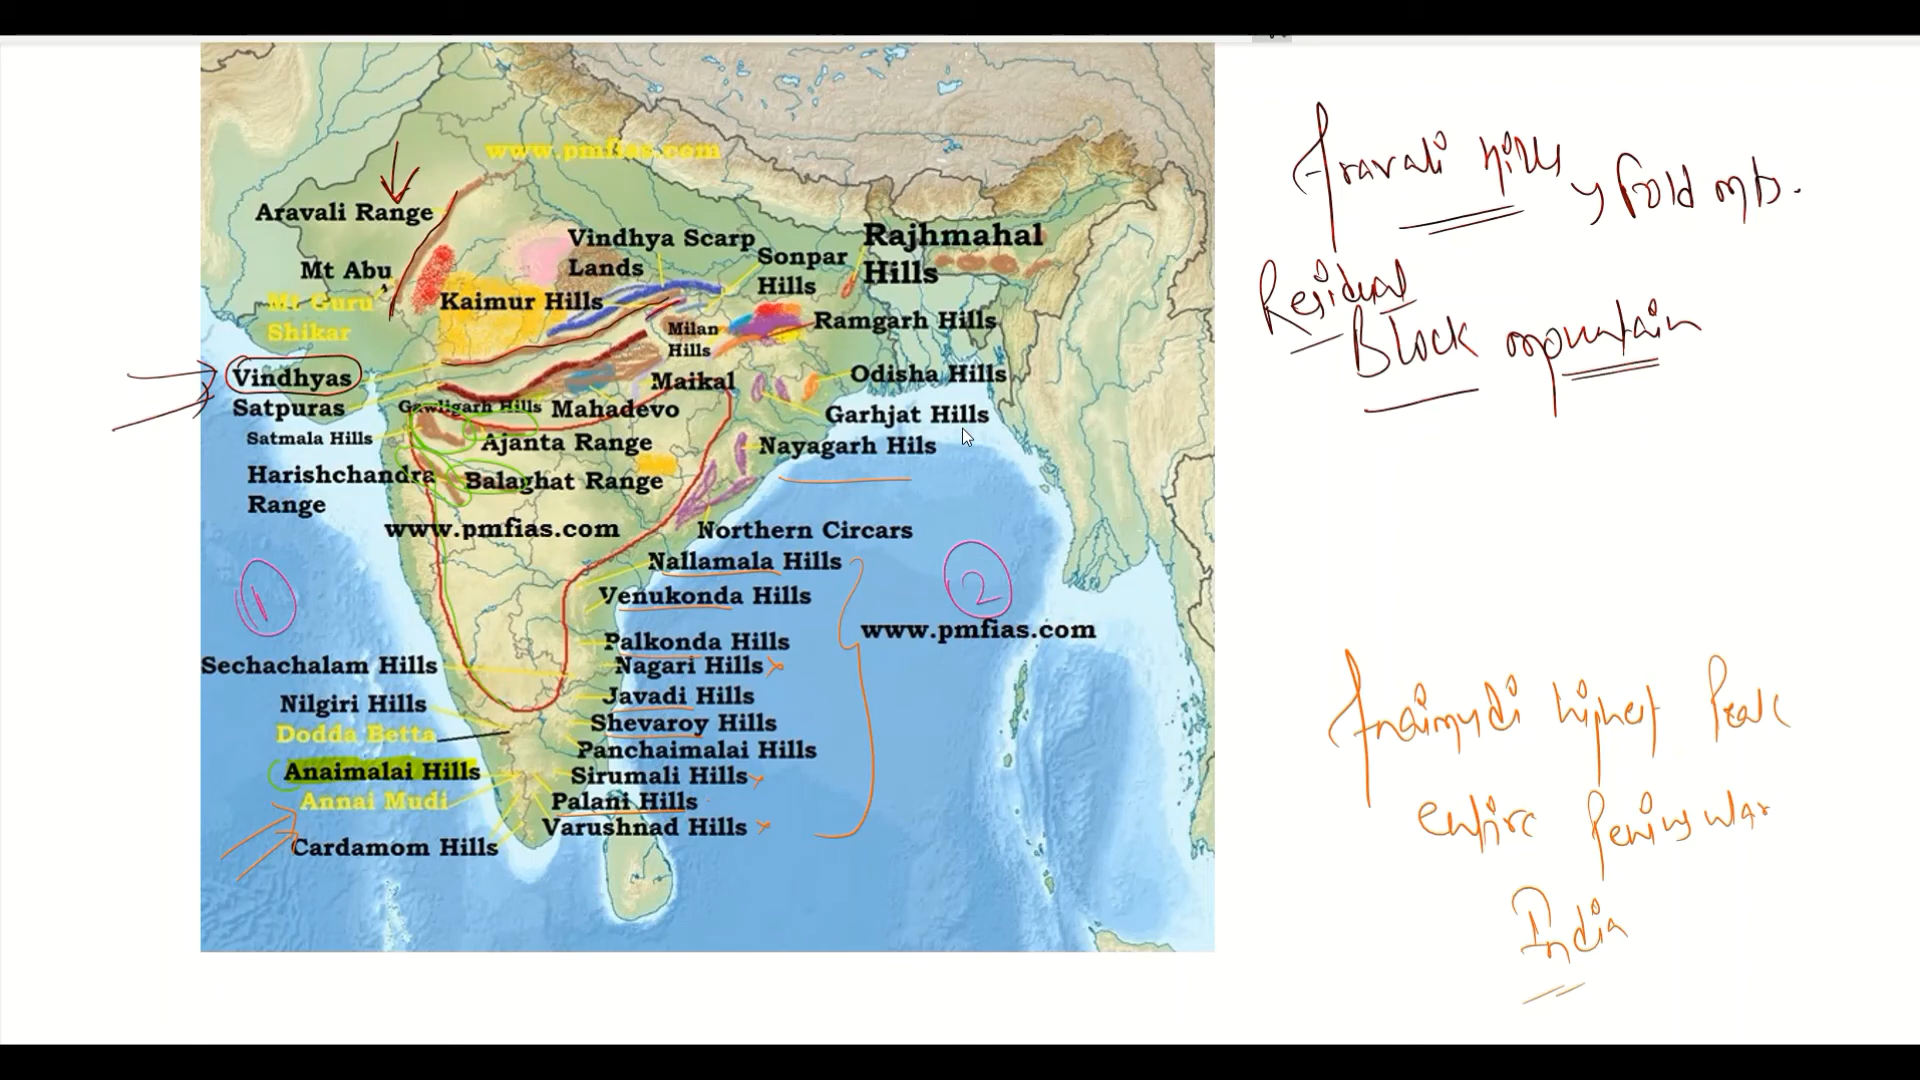 www.pmfias.com
Aravali Range
Mt Abu
Mt Guru
Shikar
Vindhya Scarp
Lands
Sonpar
Hills
Rajhmahal
Hills
Kaimur Hills
Milan
Hills
Ramgarh Hills
Vindhyas
Satpuras
Gawligarh Hills
Mahadevo
Maikal
Odisha Hills
Garhjat Hills
Satmala Hills
Ajanta Range
Nayagarh Hils
Harishchandra
Range
Balaghat Range
www.pmfias.com
Northern Circars
Nallamala Hills
Venukonda Hills
1
2
www.pmfias.com
Palkonda Hills
Sechachalam Hills
Nagari Hills
Javadi Hills
Nilgiri Hills
Shevaroy Hills
Dodda Betta
Panchaimalai Hills
Anaimalai Hills
Sirumali Hills
Annai Mudi
Palani Hills
Varushnad Hills
Cardamom Hills
Aravali hills
Fold mts.
Residual
Block mountain
Anaimudi highest Peak
entire Peninsular
India